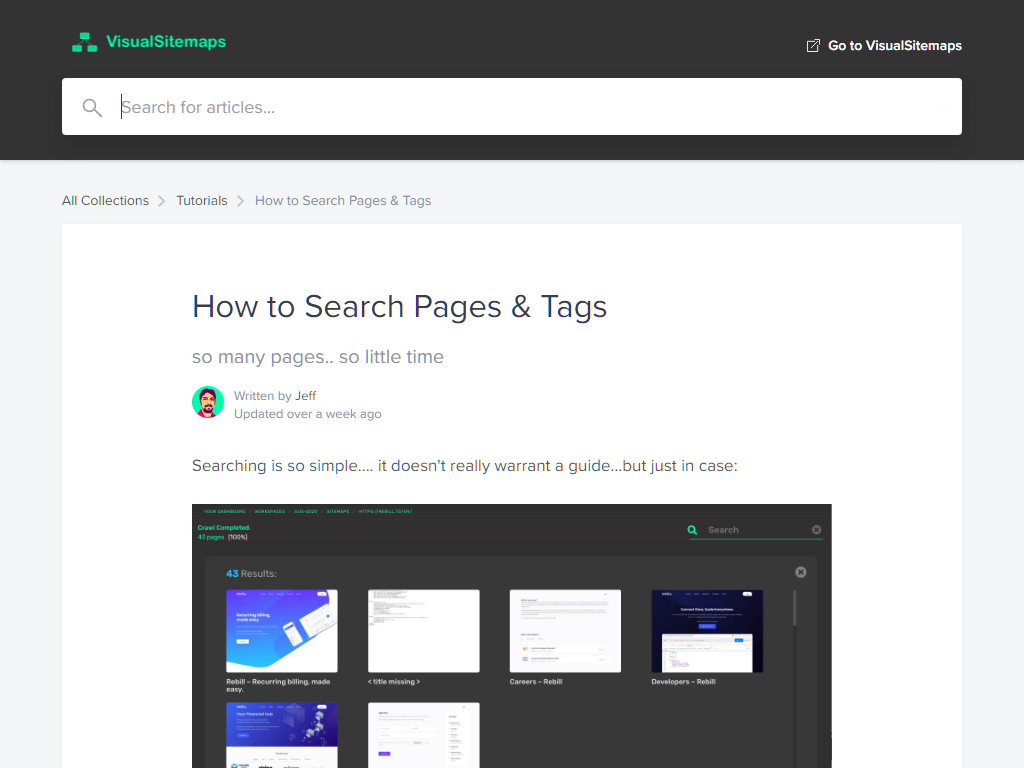 VisualSitemaps
Go to VisualSitemaps
Search for articles...
All Collections
Tutorials
How to Search Pages & Tags
How to Search Pages & Tags
so many pages.. so little time
Written by Jeff
Updated over a week ago
Searching is so simple.... it doesn't really warrant a guide...but just in case:
YOUR DASHBOARD / WORKSPACES / AUG-2020 / SITEMAPS / HTTPS://REBILL.TO/EN/
Crawl Completed.
43 pages (100%)
Search
43 Results:
Recurring billing,
made easy.
Connect Once, Guide Everywhere.
Rebill – Recurring billing, made
easy.
< title missing >
Careers – Rebill
Developers – Rebill
Your Financial Hub